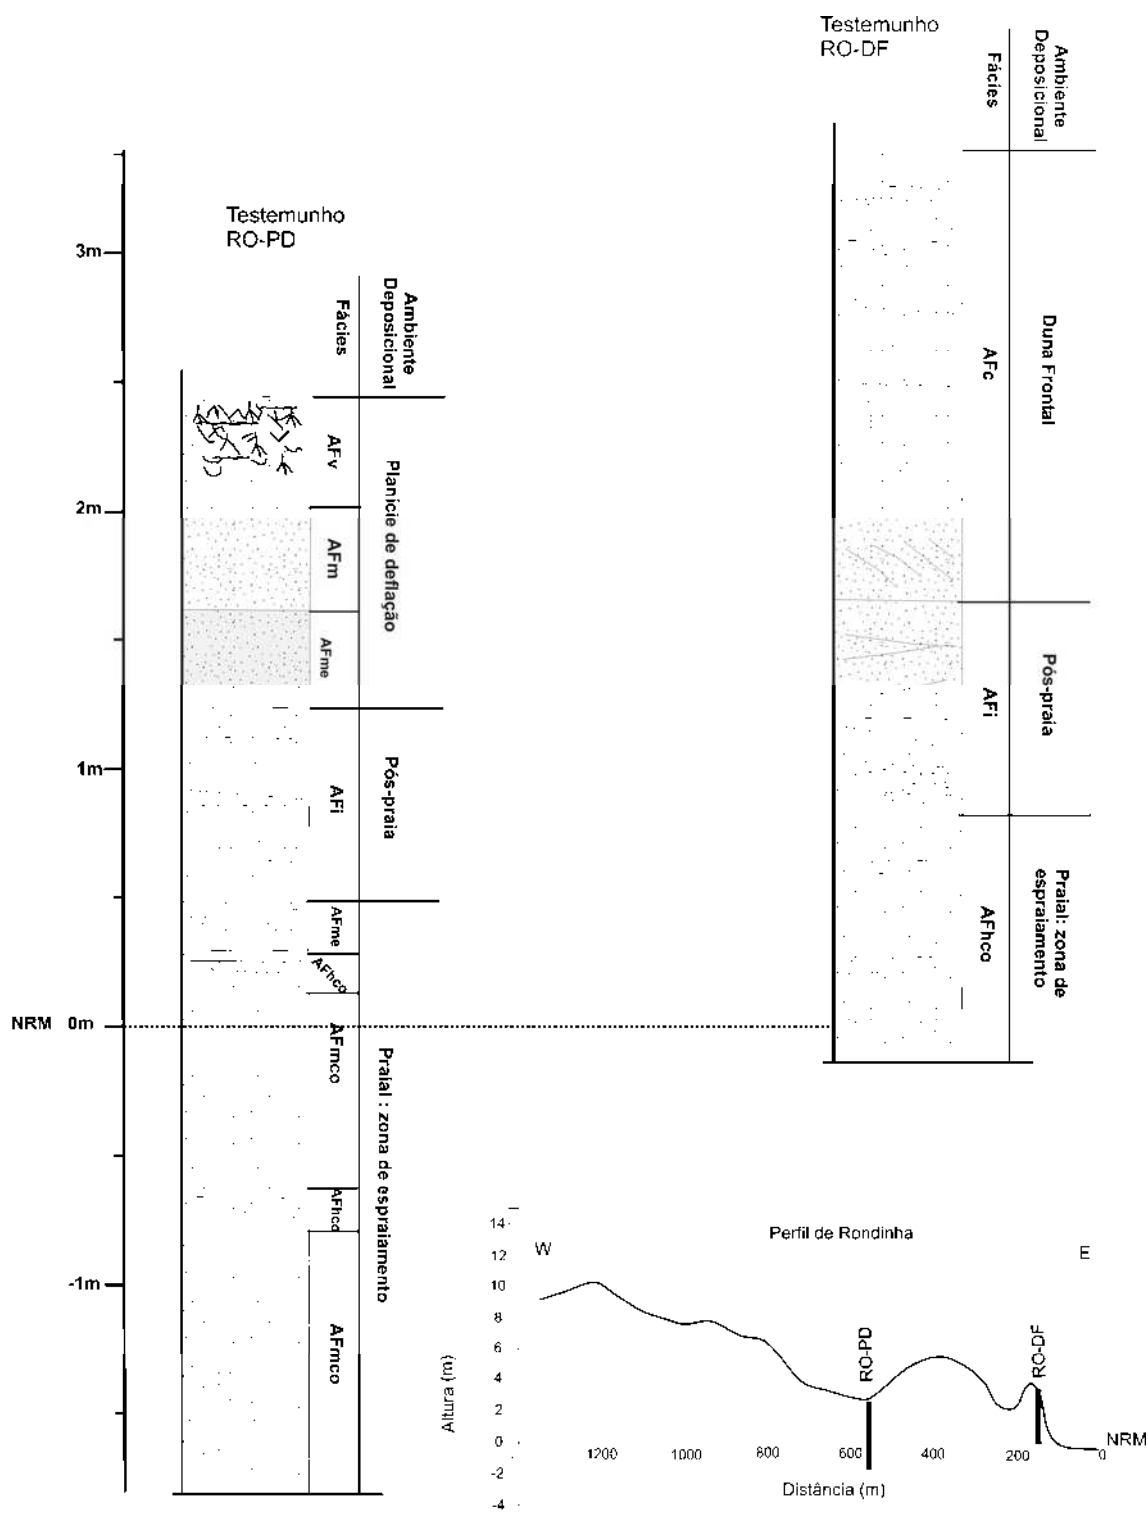 Testemunho
RO-DF
Fácies
Ambiente
Deposicional
AFc
Duna Frontal
AFi
Pós-praia
AFhco
Praial: zona de
espraiamento
Testemunho
RO-PD
Fácies
Ambiente
Deposicional
AFv
AFm
AFme
Planície de deflação
AFi
Pós-praia
AFme
AFhco
AFmco
AFhco
AFmco
Praial : zona de espraiamento
3m
2m
1m
NRM 0m
-1m
Perfil de Rondinha
W
E
14
12
10
8
6
4
2
0
-2
-4
Altura (m)
RO-PD
RO-DF
NRM
1200
1000
800
600
400
200
0
Distância (m)